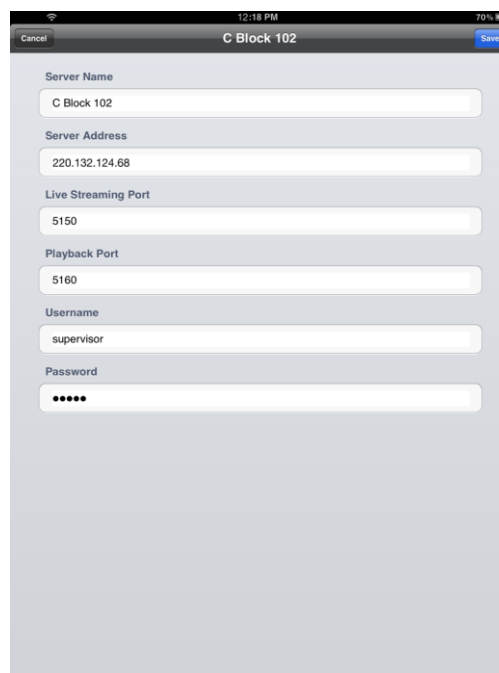 12:18 PM
70%
Cancel
C Block 102
Save
Server Name
C Block 102
Server Address
220.132.124.68
Live Streaming Port
5150
Playback Port
5160
Username
supervisor
Password
●●●●●